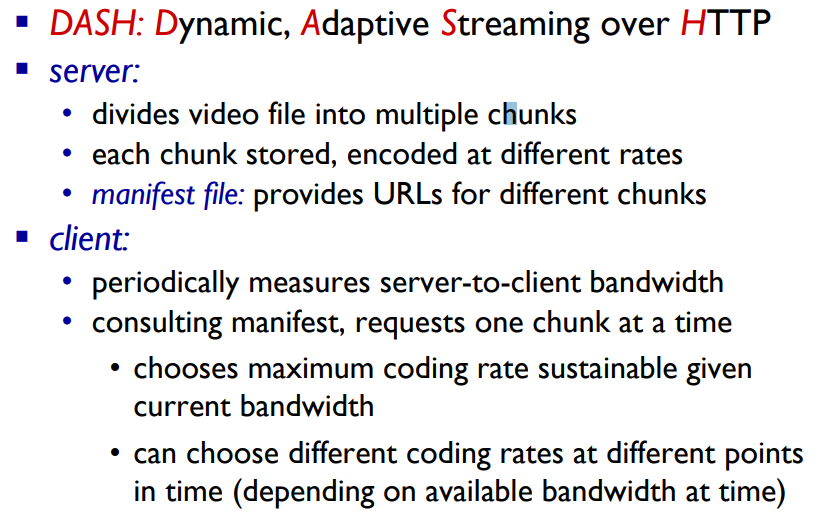 ▪ DASH: Dynamic, Adaptive Streaming over HTTP
▪ server:
• divides video file into multiple chunks
• each chunk stored, encoded at different rates
• manifest file: provides URLs for different chunks
▪ client:
• periodically measures server-to-client bandwidth
• consulting manifest, requests one chunk at a time
• chooses maximum coding rate sustainable given
current bandwidth
• can choose different coding rates at different points
in time (depending on available bandwidth at time)